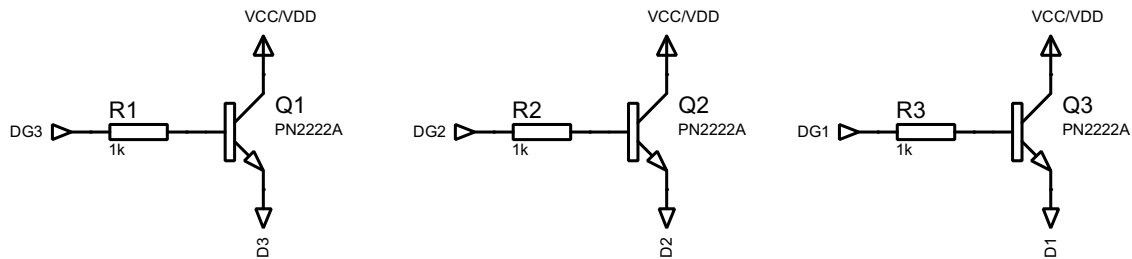 VCC/VDD
VCC/VDD
VCC/VDD
R1
Q1
R2
Q2
R3
Q3
PN2222A
PN2222A
PN2222A
DG3
DG2
DG1
1k
1k
1k
D3
D2
D1